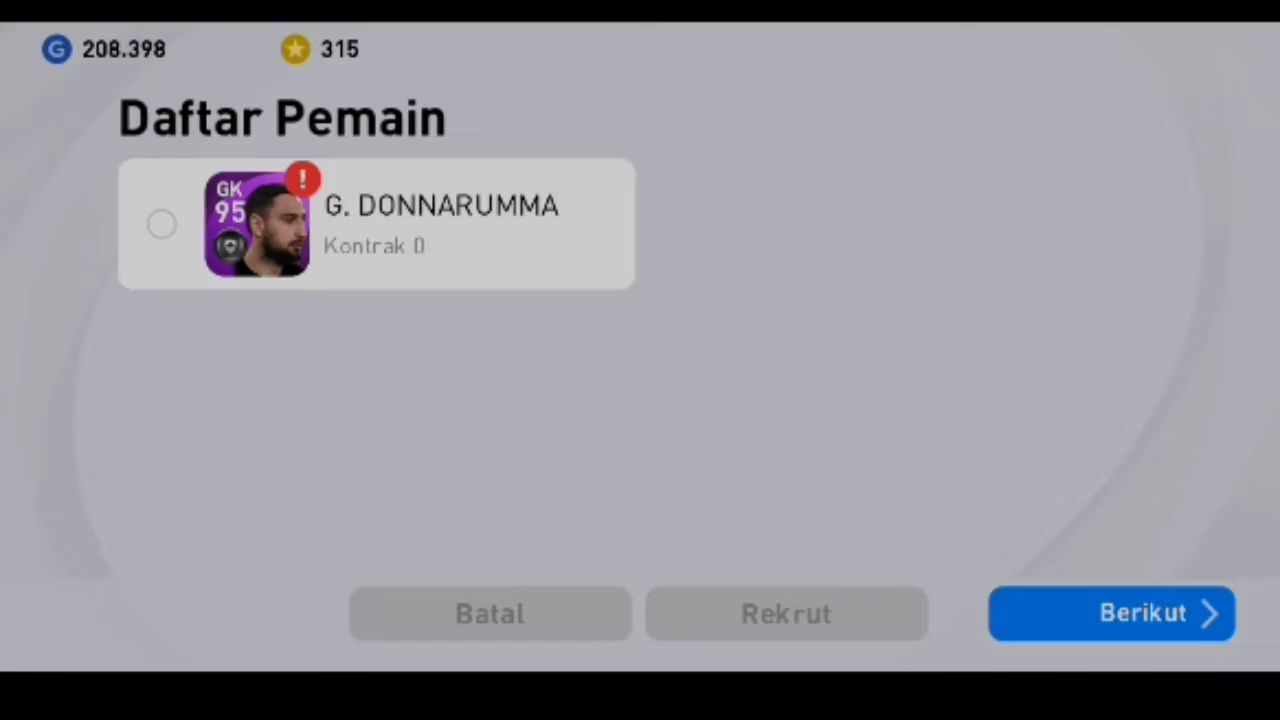 G 208.398 315
Daftar Pemain
GK
95
!
G. DONNARUMMA
Kontrak 0
Batal Rekrut Berikut